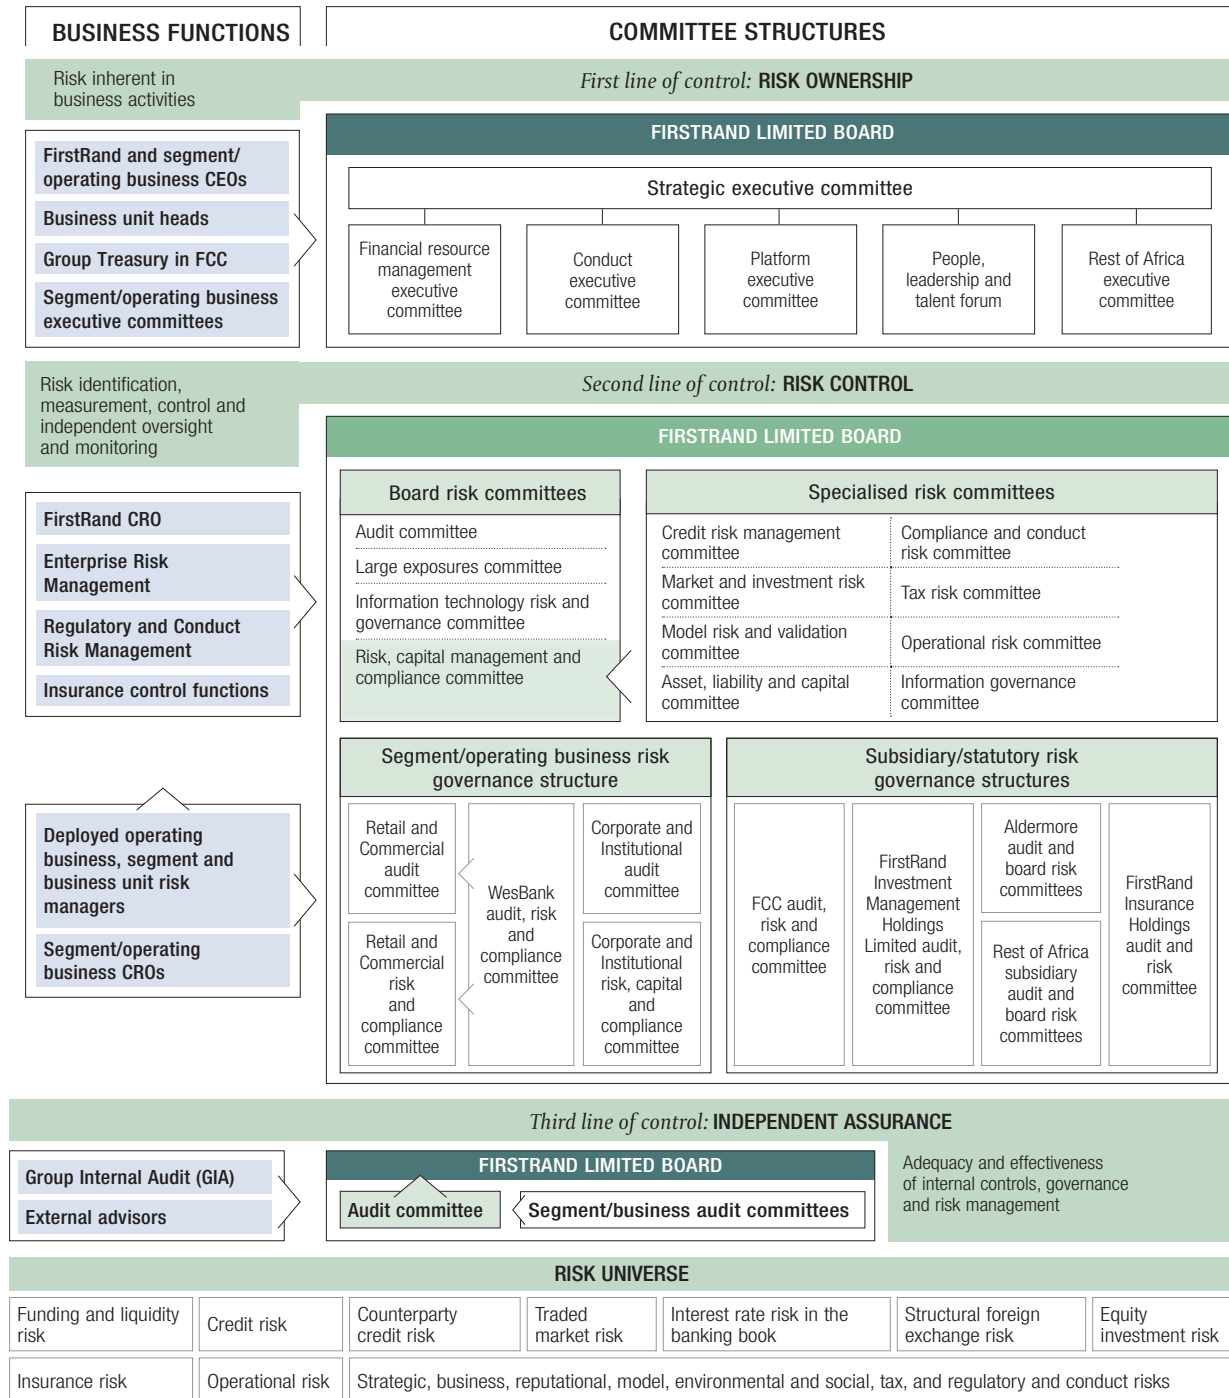 BUSINESS FUNCTIONS
COMMITTEE STRUCTURES
Risk inherent in
business activities
First line of control: RISK OWNERSHIP
FirstRand and segment/
operating business CEOs
Business unit heads
Group Treasury in FCC
Segment/operating business
executive committees
FIRSTRAND LIMITED BOARD
Strategic executive committee
Financial resource
management
executive
committee
Conduct
executive
committee
Platform
executive
committee
People,
leadership and
talent forum
Rest of Africa
executive
committee
Risk identification,
measurement, control and
independent oversight
and monitoring
Second line of control: RISK CONTROL
FirstRand CRO
Enterprise Risk
Management
Regulatory and Conduct
Risk Management
Insurance control functions
Deployed operating
business, segment and
business unit risk
managers
Segment/operating
business CROs
FIRSTRAND LIMITED BOARD
Board risk committees
Audit committee
Large exposures committee
Information technology risk and
governance committee
Risk, capital management and
compliance committee
Specialised risk committees
Credit risk management
committee
Compliance and conduct
risk committee
Market and investment risk
committee
Tax risk committee
Model risk and validation
committee
Operational risk committee
Asset, liability and capital
committee
Information governance
committee
Segment/operating business risk
governance structure
Retail and
Commercial
audit
committee
Retail and
Commercial
risk
and
compliance
committee
WesBank
audit, risk
and
compliance
committee
Corporate and
Institutional
audit
committee
Corporate and
Institutional
risk, capital
and
compliance
committee
Subsidiary/statutory risk
governance structures
FCC audit,
risk and
compliance
committee
FirstRand
Investment
Management
Holdings
Limited audit,
risk and
compliance
committee
Aldermore
audit and
board risk
committees
Rest of Africa
subsidiary
audit and
board risk
committees
FirstRand
Insurance
Holdings
audit and
risk
committee
Third line of control: INDEPENDENT ASSURANCE
Group Internal Audit (GIA)
External advisors
FIRSTRAND LIMITED BOARD
Audit committee
Segment/business audit committees
Adequacy and effectiveness
of internal controls, governance
and risk management
RISK UNIVERSE
Funding and liquidity
risk
Credit risk
Counterparty
credit risk
Traded
market risk
Interest rate risk in the
banking book
Structural foreign
exchange risk
Equity
investment risk
Insurance risk
Operational risk
Strategic, business, reputational, model, environmental and social, tax, and regulatory and conduct risks